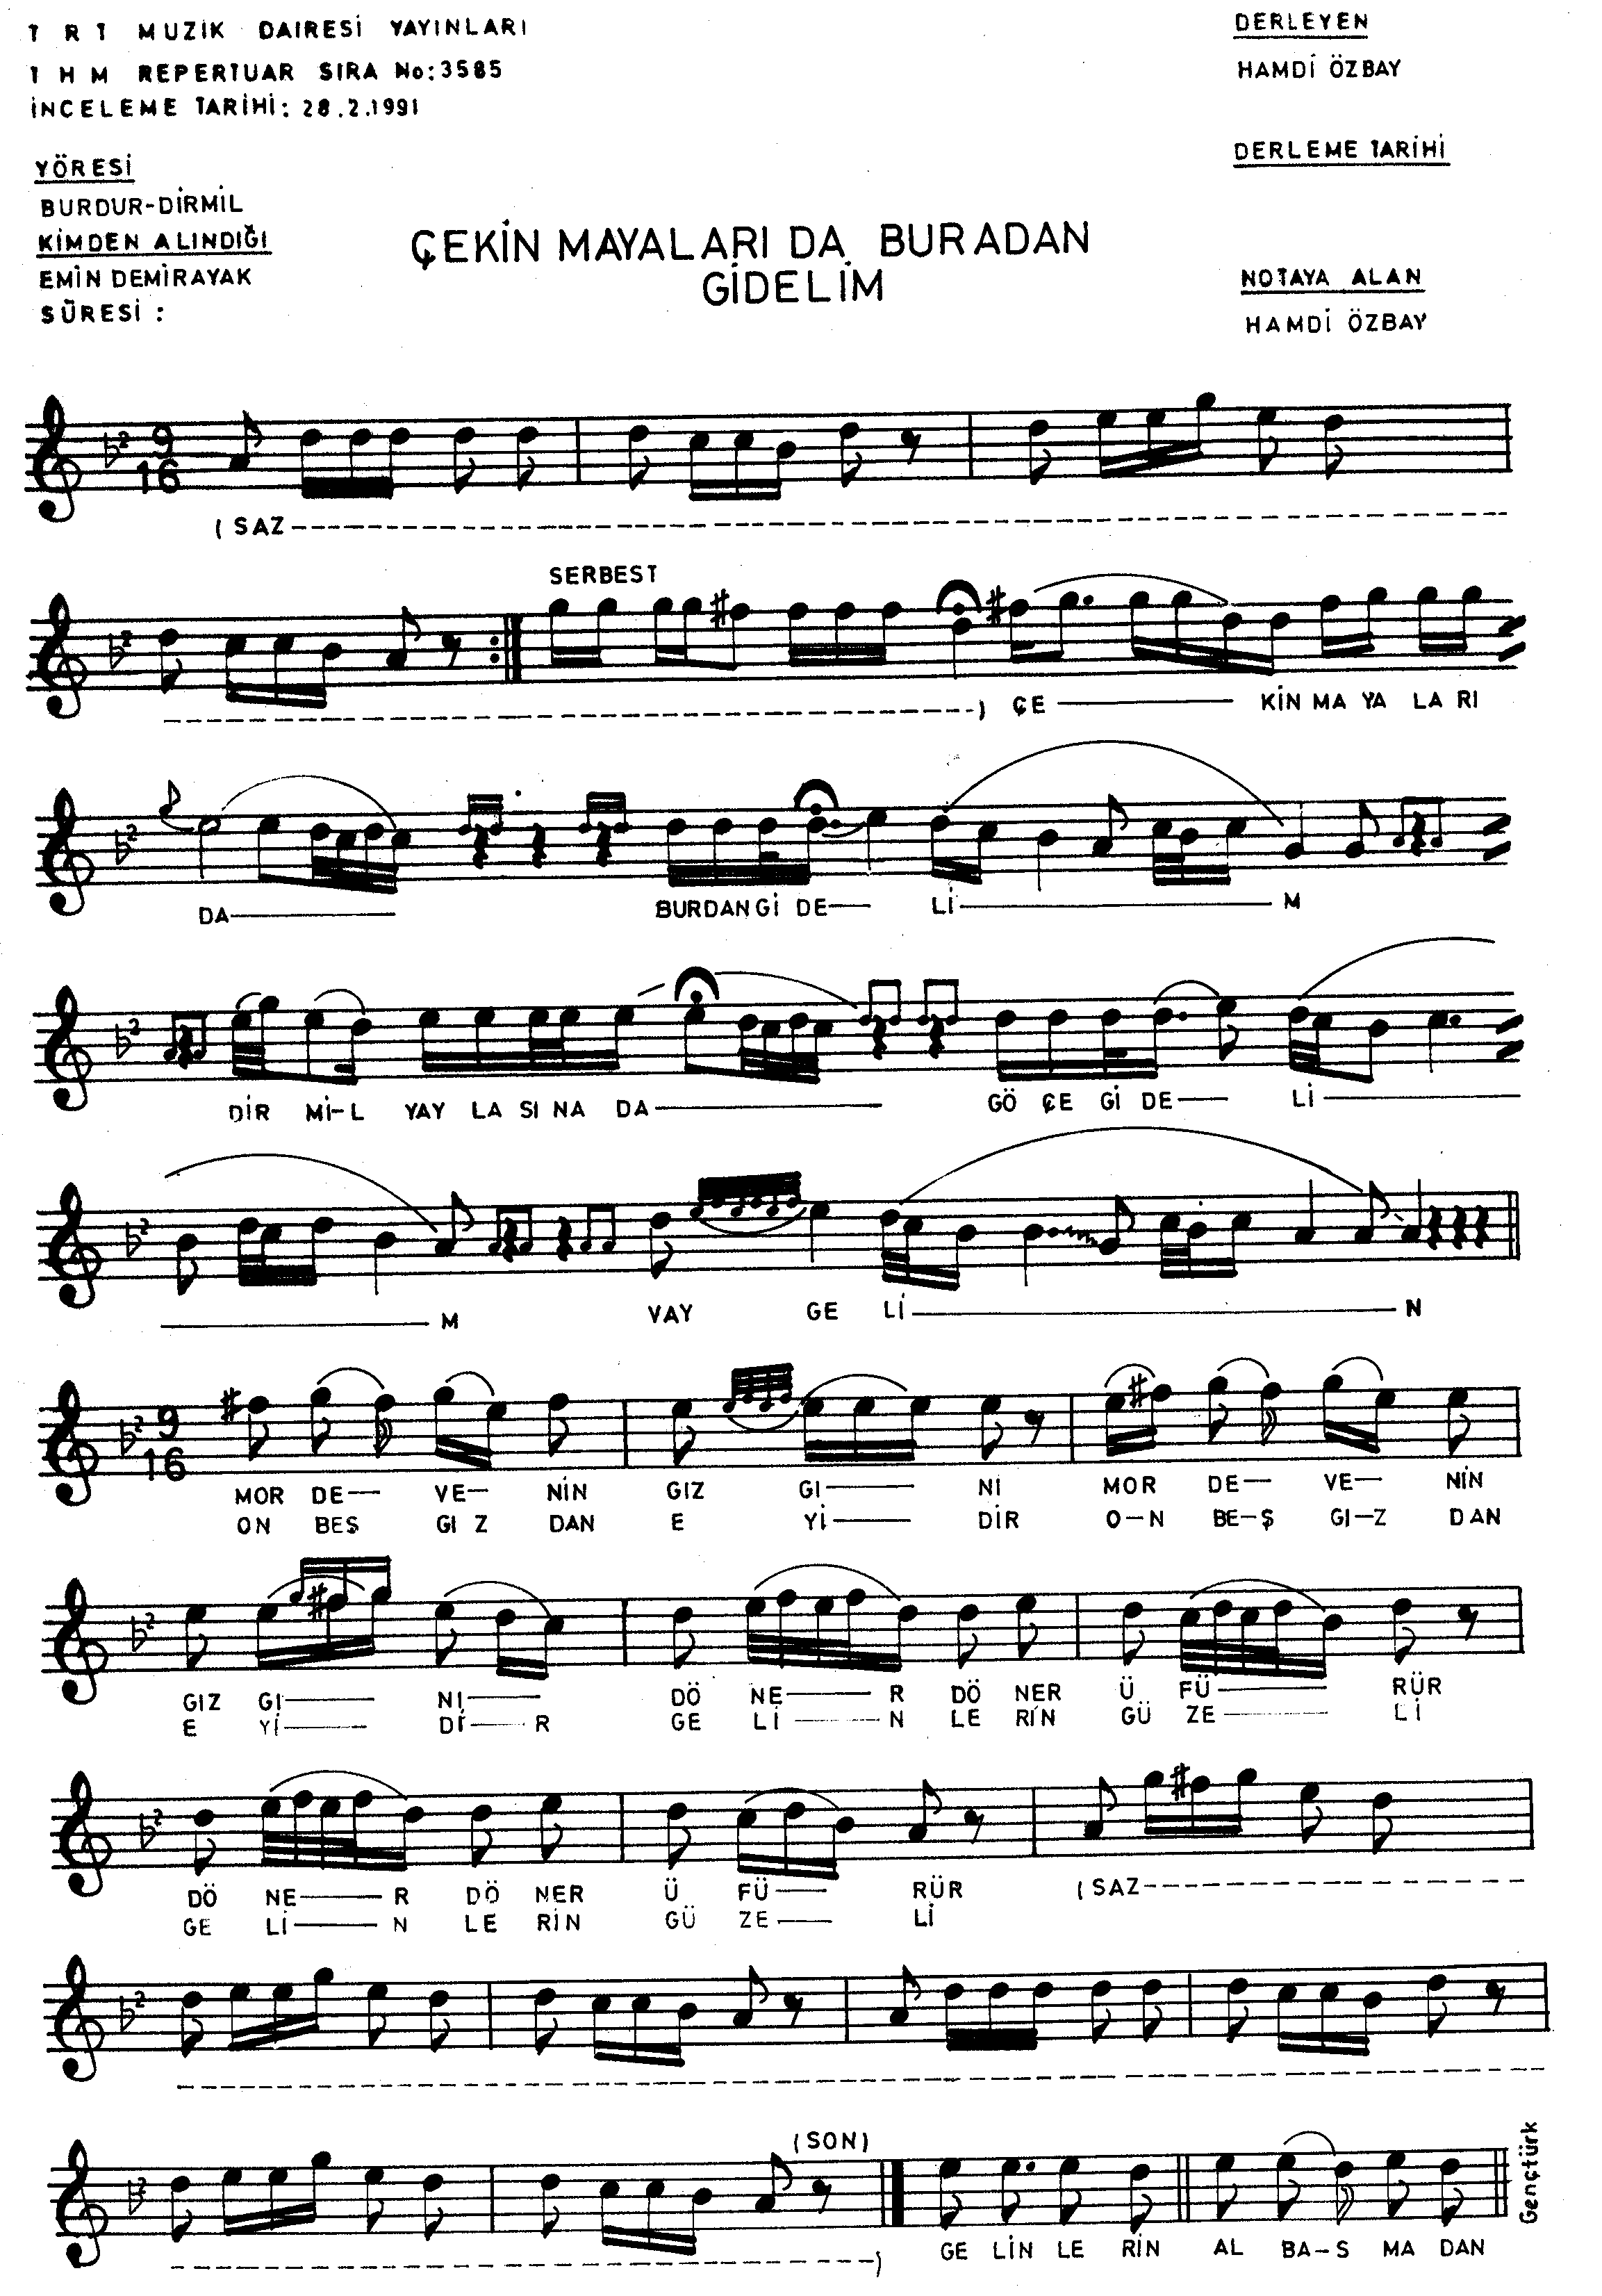 TRT MUZİK DAİRESİ YAYINLARI
THM REPERTUAR SIRA No:3585
İNCELEME TARİHİ: 28.2.1991
DERLEYEN
HAMDİ ÖZBAY
DERLEME TARİHİ
YÖRESİ
BURDUR-DİRMİL
KİMDEN ALINDIĞI
EMİN DEMİRAYAK
SÜRESİ :
ÇEKİN MAYALARI DA BURADAN
GİDELİM
NOTAYA ALAN
HAMDİ ÖZBAY
9
16
(SAZ
SERBEST
) ÇE KİN MA YA LA RI
DA BURDAN Gİ DE Lİ M
DİR Mİ-L YAY LA SI NA DA GÖ ÇE Gİ DE Lİ
M VAY GE Lİ N
9
16
MOR DE VE NİN GIZ GI NI MOR DE VE NİN
ON BEŞ GI Z DAN E Yİ DİR O-N BE-Ş GI-Z DAN
GIZ GI NI DÖ NE R DÖ NER Ü FÜ RÜR
E Yİ Dİ R GE Lİ N LE RİN GÜ ZE Lİ
DÖ NE R DÖ NER Ü FÜ RÜR (SAZ
GE Lİ N LE RİN GÜ ZE Lİ
(SON)
) GE LİN LE RİN AL BA-S MA DAN
Gençtürk